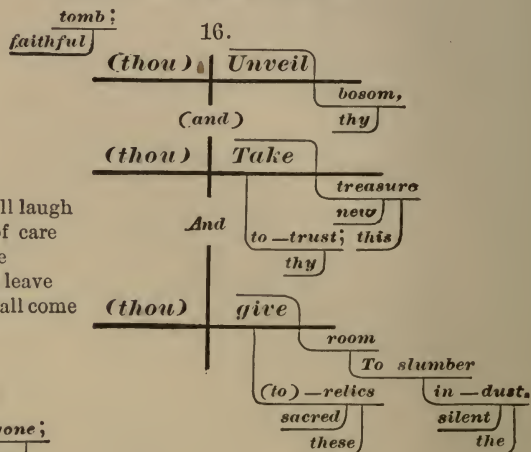 tomb;
faithful
16.
(thou) Unveil
bosom,
thy
(and)
(thou) Take
treasure
new
And to — trust; this
thy
ll laugh
of care
e
leave
all come
(thou) give
room
To slumber
(to) — relics in — dust.
sacred silent
these the
one;